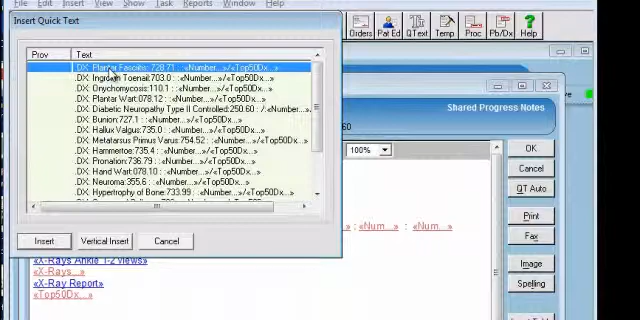 File Edit Insert View Show Task Reports Window Help
Insert Quick Text
Orders Pat Ed QText Temp Proc Pb/Dx Help
Prov Text
.DX: Plantar Fasciitis:728.71 : :«Number...»/«Top50Dx...»
.DX: Ingrown Toenail:703.0 : :«Number...»/«Top50Dx...»
.DX: Onychomycosis:110.1 : :«Number...»/«Top50Dx...»
.DX: Plantar Wart:078.12 : :«Number...»/«Top50Dx...»
.DX: Diabetic Neuropathy Type II Controlled:250.60 : /:«Number...»
.DX: Bunion:727.1 : :«Number...»/«Top50Dx...»
.DX: Hallux Valgus:735.0 : :«Number...»/«Top50Dx...»
.DX: Metatarsus Primus Varus:754.52 : :«Number...»/«Top50Dx...»
.DX: Hammertoe:735.4 : :«Number...»/«Top50Dx...»
.DX: Pronation:736.79 : :«Number...»/«Top50Dx...»
.DX: Hand Wart:078.10 : :«Number...»/«Top50Dx...»
.DX: Neuroma:355.6 : :«Number...»/«Top50Dx...»
.DX: Hypertrophy of Bone:733.99 : :«Number...»/«Top50Dx...»
Insert Vertical Insert Cancel
Shared Progress Notes
60
100%
OK
Cancel
QT Auto
Print
Fax
Image
Spelling
: «Num...» : «Num...»
«X-Rays Ankle 1-2 views»
«X-Rays...»
«X-Ray Report»
«Top50Dx...»